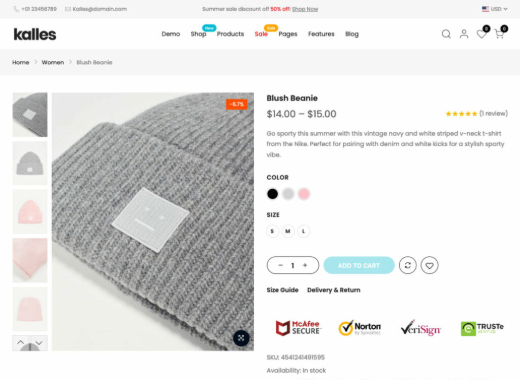 +01 23456789 Kalles@domain.com Summer sale discount off 50% off! Shop Now USD
kalles Demo Shop New Products Sale Sale Pages Features Blog 0 0
Home > Women > Blush Beanie
-6.7%
Blush Beanie
$14.00 – $15.00 ★★★★★ (1 review)
Go sporty this summer with this vintage navy and white striped v-neck t-shirt
from the Nike. Perfect for pairing with denim and white kicks for a stylish sporty
vibe.
COLOR
SIZE
S M L
− 1 + ADD TO CART
Size Guide Delivery & Return
McAfee SECURE
Norton by Symantec
VeriSign
TRUSTe
SKU: 4541241491595
Availability: In stock